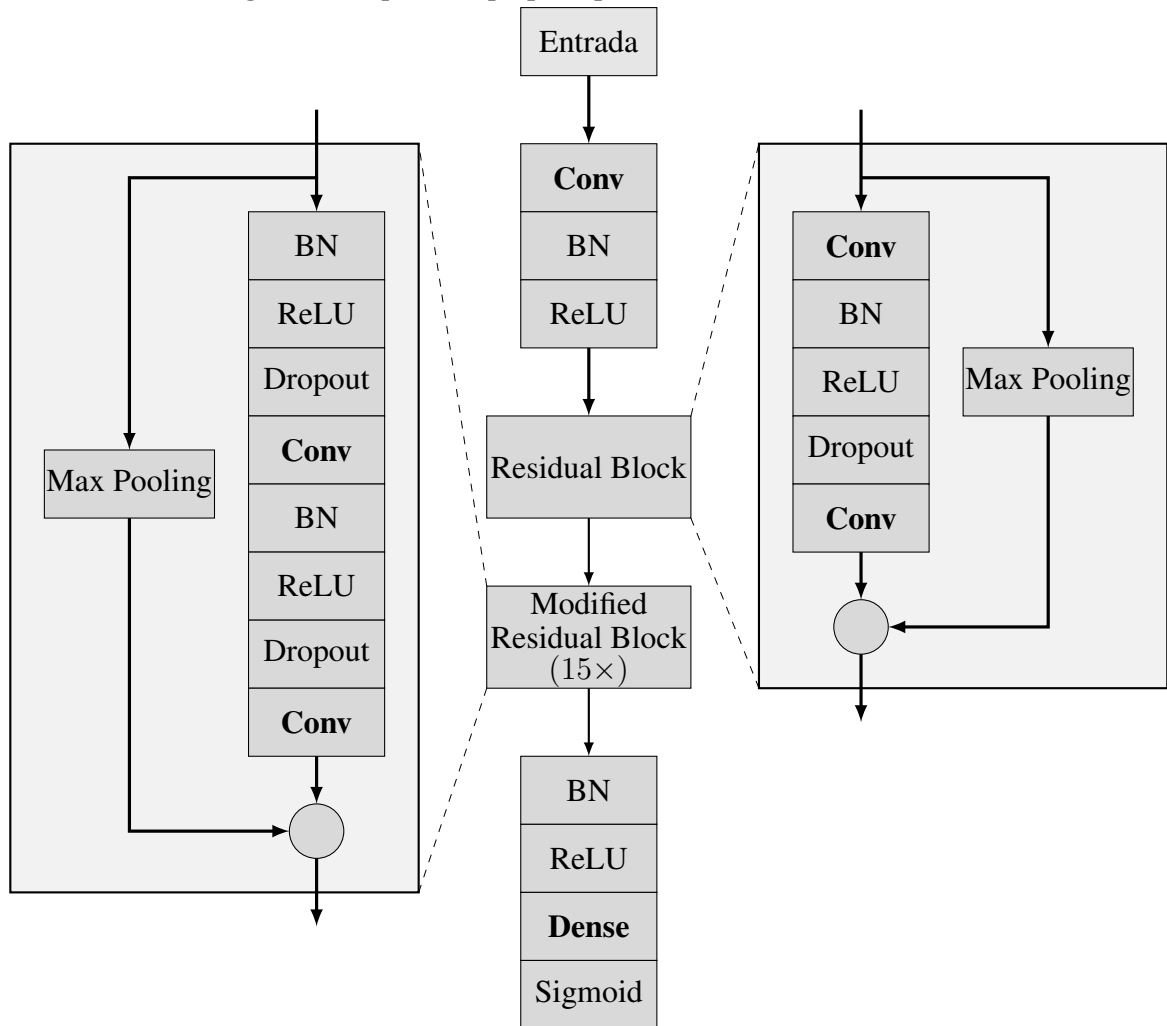 Entrada
Conv
BN
ReLU
Residual Block
Modified
Residual Block
(15×)
BN
ReLU
Dense
Sigmoid
BN
ReLU
Dropout
Conv
BN
ReLU
Dropout
Conv
Max Pooling
Conv
BN
ReLU
Dropout
Conv
Max Pooling